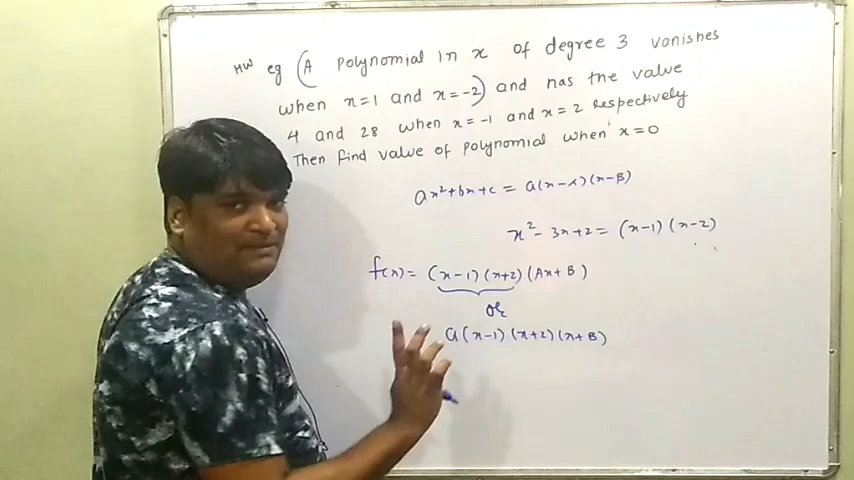 HW eg (A polynomial in x of degree 3 vanishes
when x=1 and x=-2) and has the value
4 and 28 when x=-1 and x=2 respectively
Then find value of polynomial when x=0
ax²+bx+c = a(x-α)(x-β)
x²-3x+2 = (x-1)(x-2)
f(x)= (x-1)(x+2)(Ax+B)
OR
a(x-1)(x+2)(x+B)